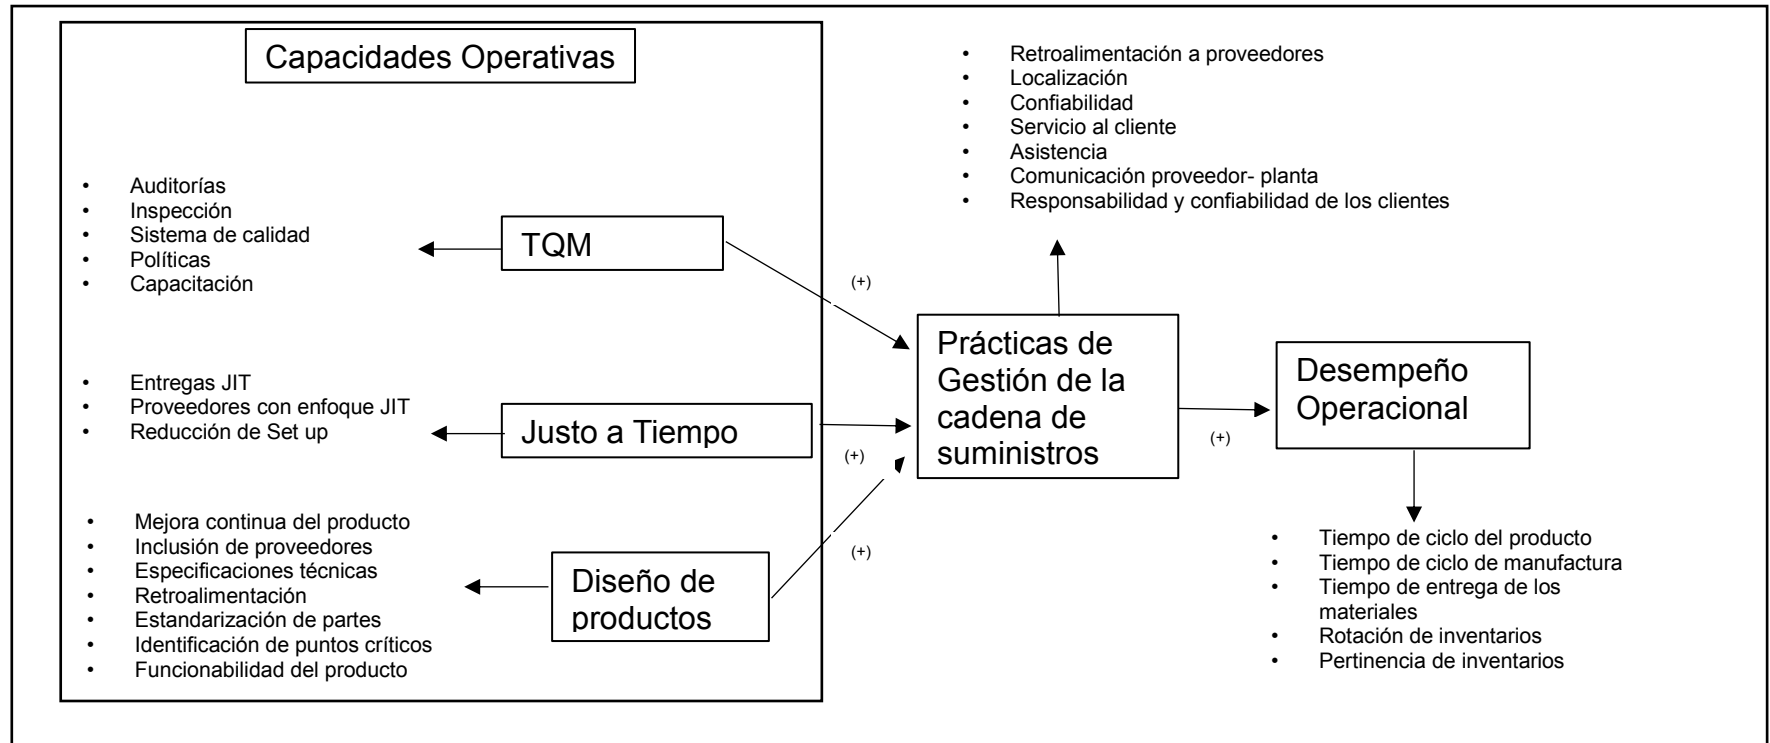 Capacidades Operativas
• Auditorías
• Inspección
• Sistema de calidad
• Políticas
• Capacitación
TQM
(+)
• Entregas JIT
• Proveedores con enfoque JIT
• Reducción de Set up
Justo a Tiempo
(+)
• Mejora continua del producto
• Inclusión de proveedores
• Especificaciones técnicas
• Retroalimentación
• Estandarización de partes
• Identificación de puntos críticos
• Funcionabilidad del producto
Diseño de
productos
(+)
• Retroalimentación a proveedores
• Localización
• Confiabilidad
• Servicio al cliente
• Asistencia
• Comunicación proveedor- planta
• Responsabilidad y confiabilidad de los clientes
Prácticas de
Gestión de la
cadena de
suministros
(+)
Desempeño
Operacional
• Tiempo de ciclo del producto
• Tiempo de ciclo de manufactura
• Tiempo de entrega de los
materiales
• Rotación de inventarios
• Pertinencia de inventarios